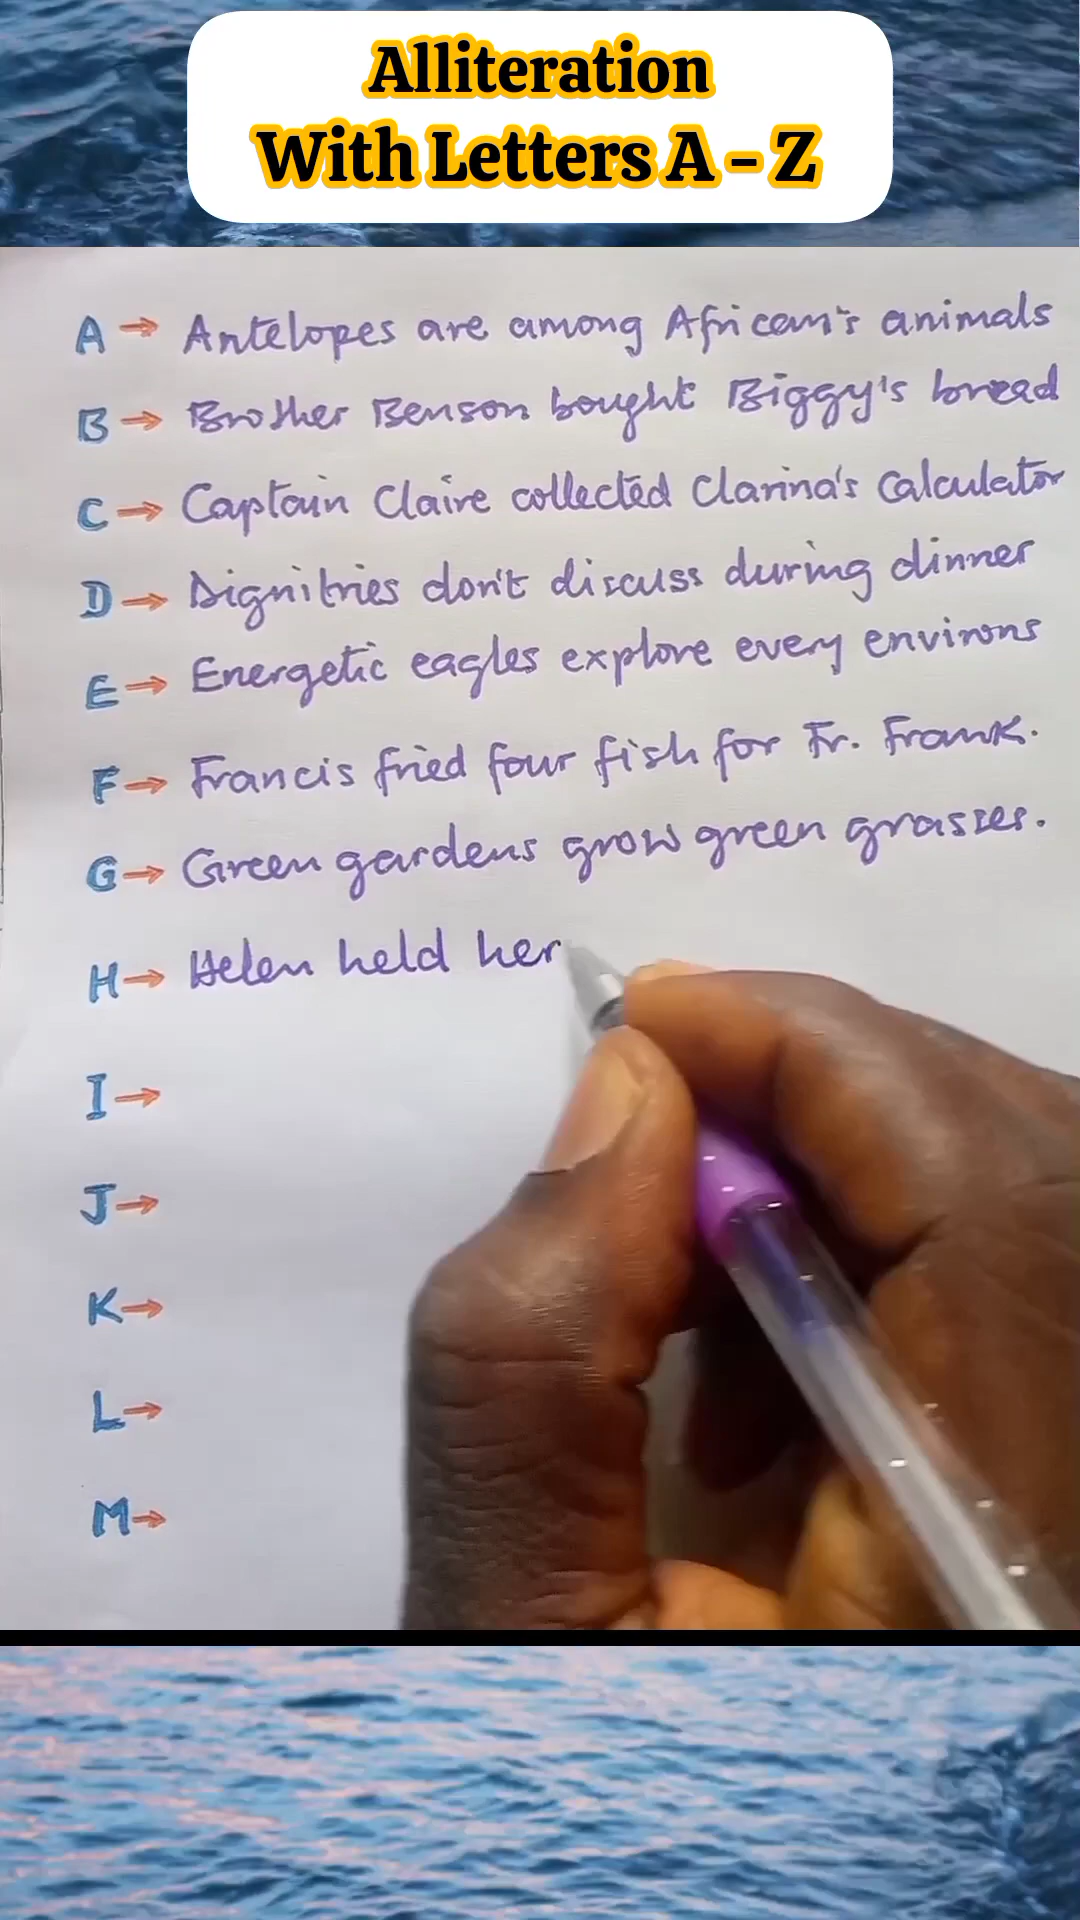 Alliteration
With Letters A - Z
A → Antelopes are among African's animals
B → Brother Benson bought Biggy's bread
C → Captain Claire collected Clarina's calculator
D → Dignitries don't discuss during dinner
E → Energetic eagles explore every environs
F → Francis fried four fish for Fr. Frank.
G → Green gardens grow green grasses.
H → Helen held her
I →
J →
K →
L →
M →